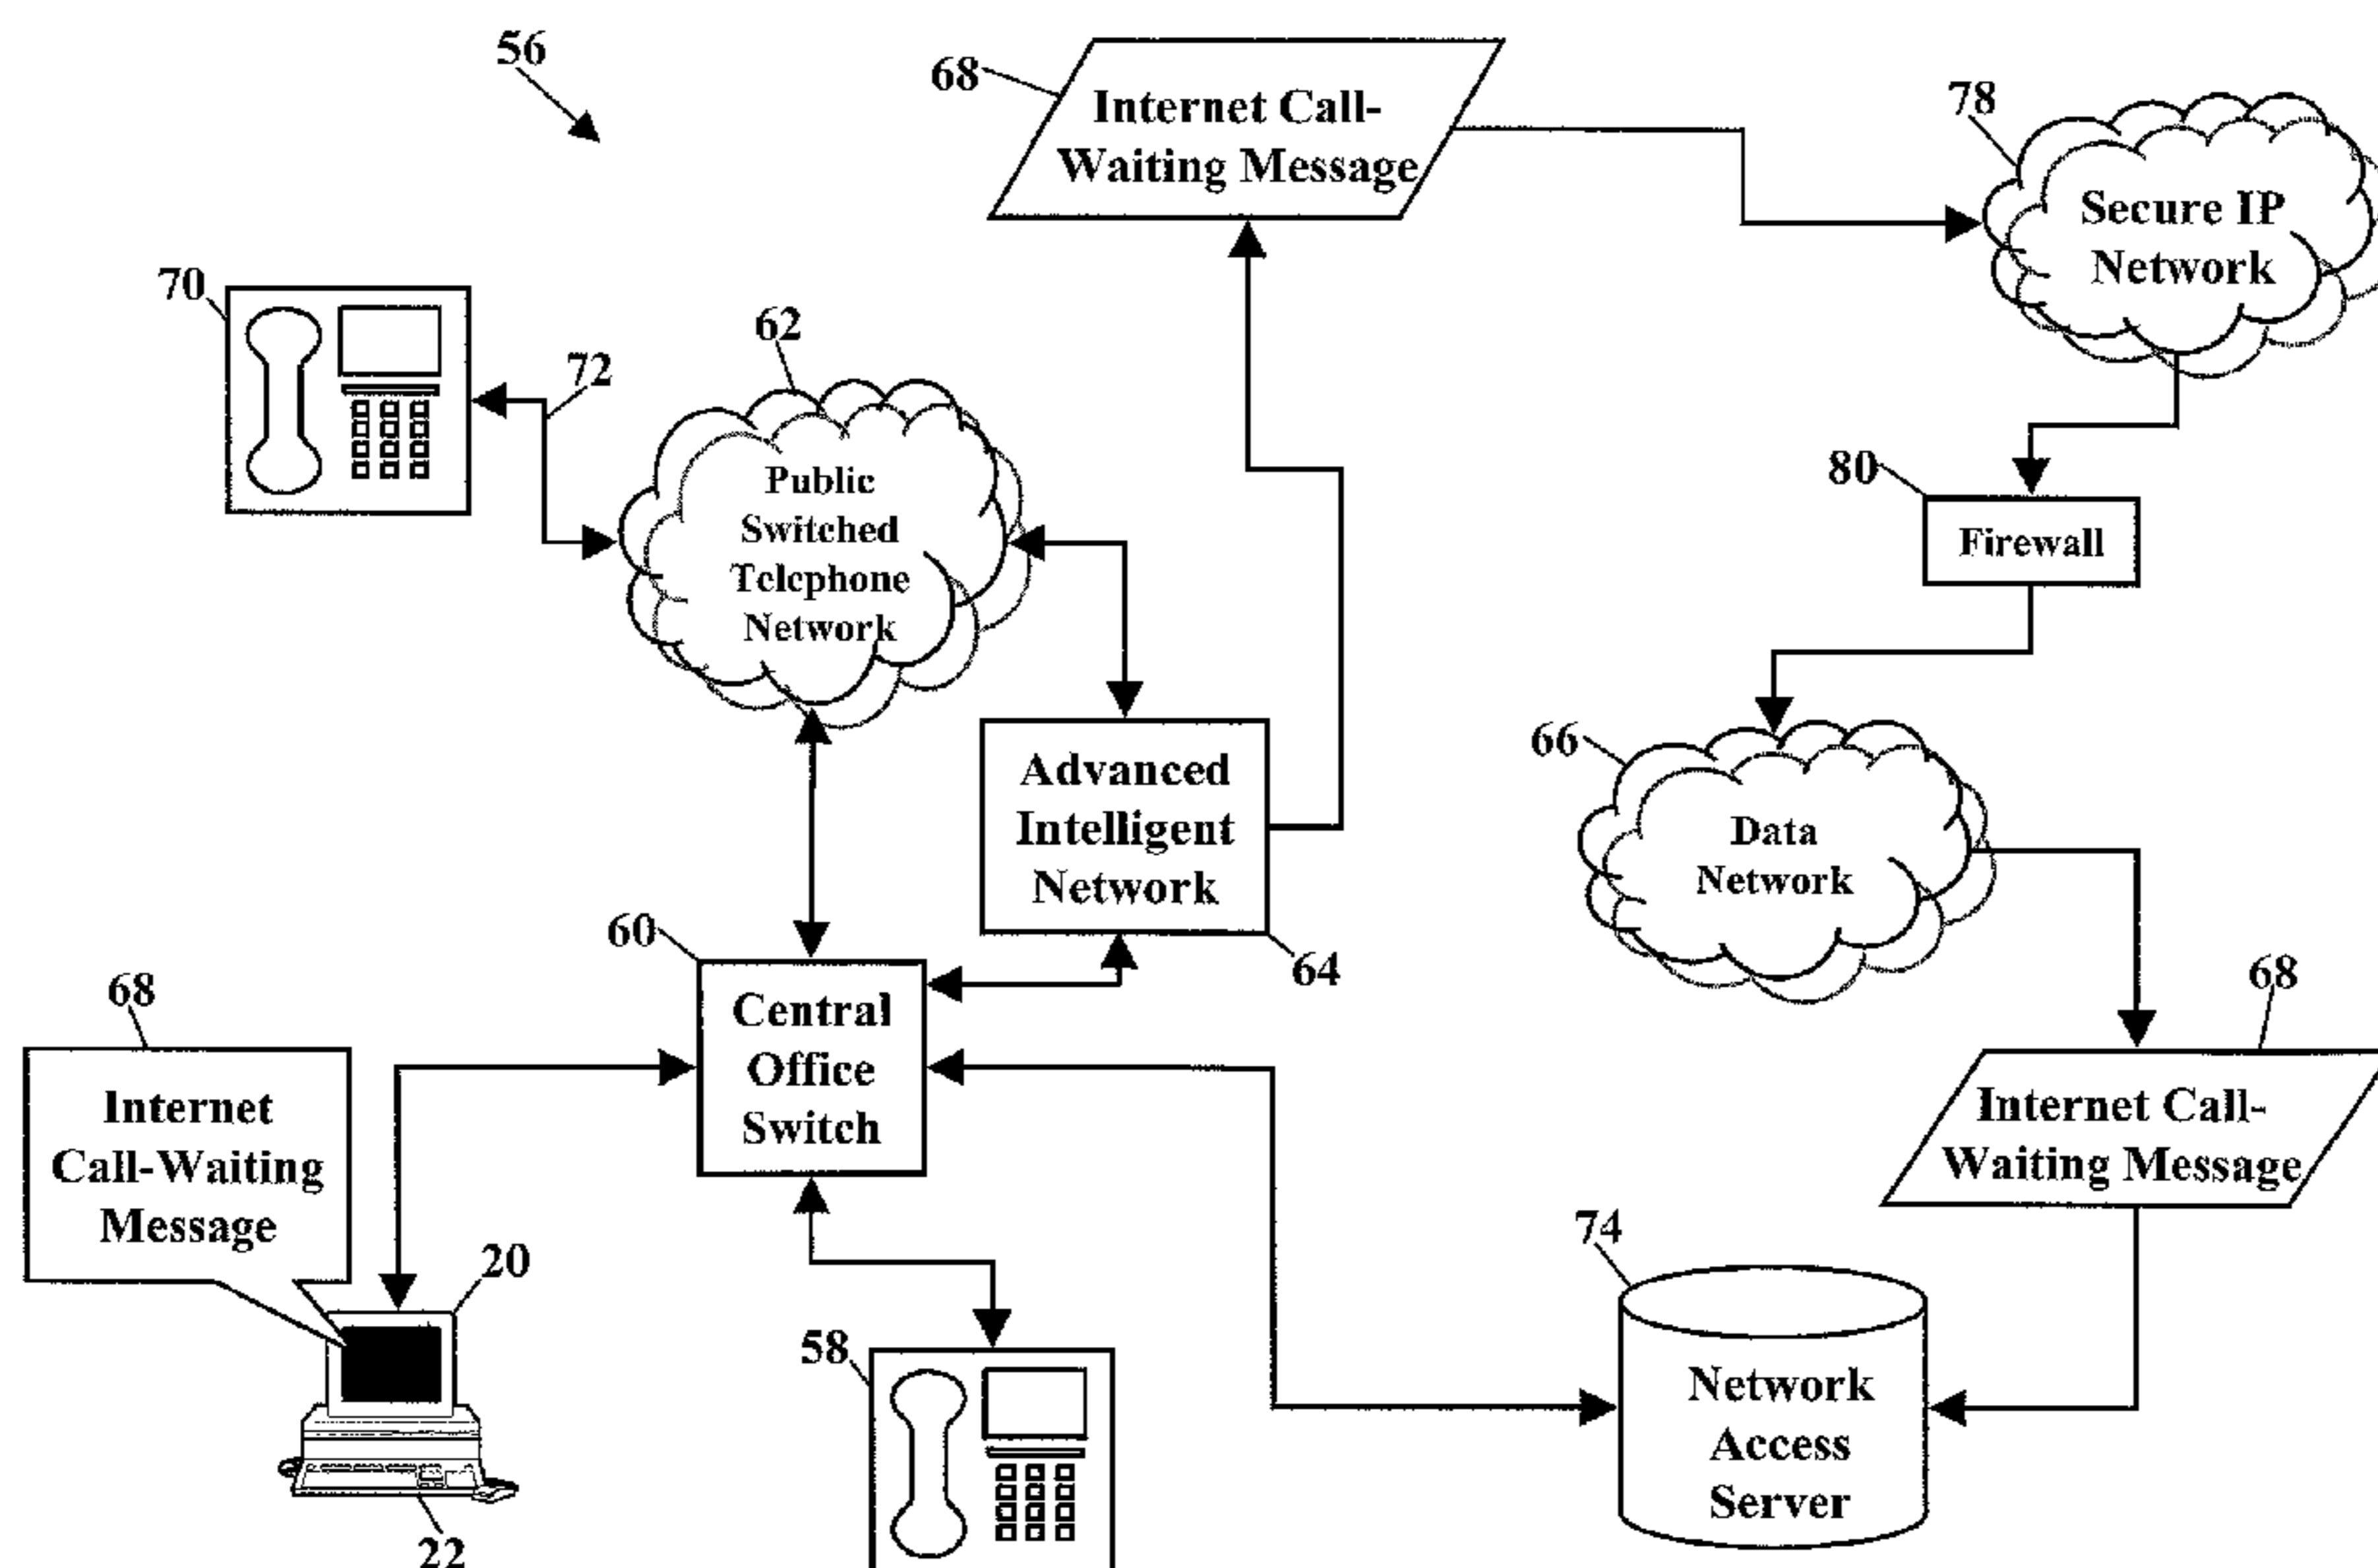 56
68
Internet Call-
Waiting Message
78
Secure IP
Network
70
72
62
Public
Switched
Telephone
Network
80
Firewall
66
Data
Network
Advanced
Intelligent
Network
64
60
Central
Office
Switch
68
Internet
Call-Waiting
Message
20
22
58
68
Internet Call-
Waiting Message
74
Network
Access
Server